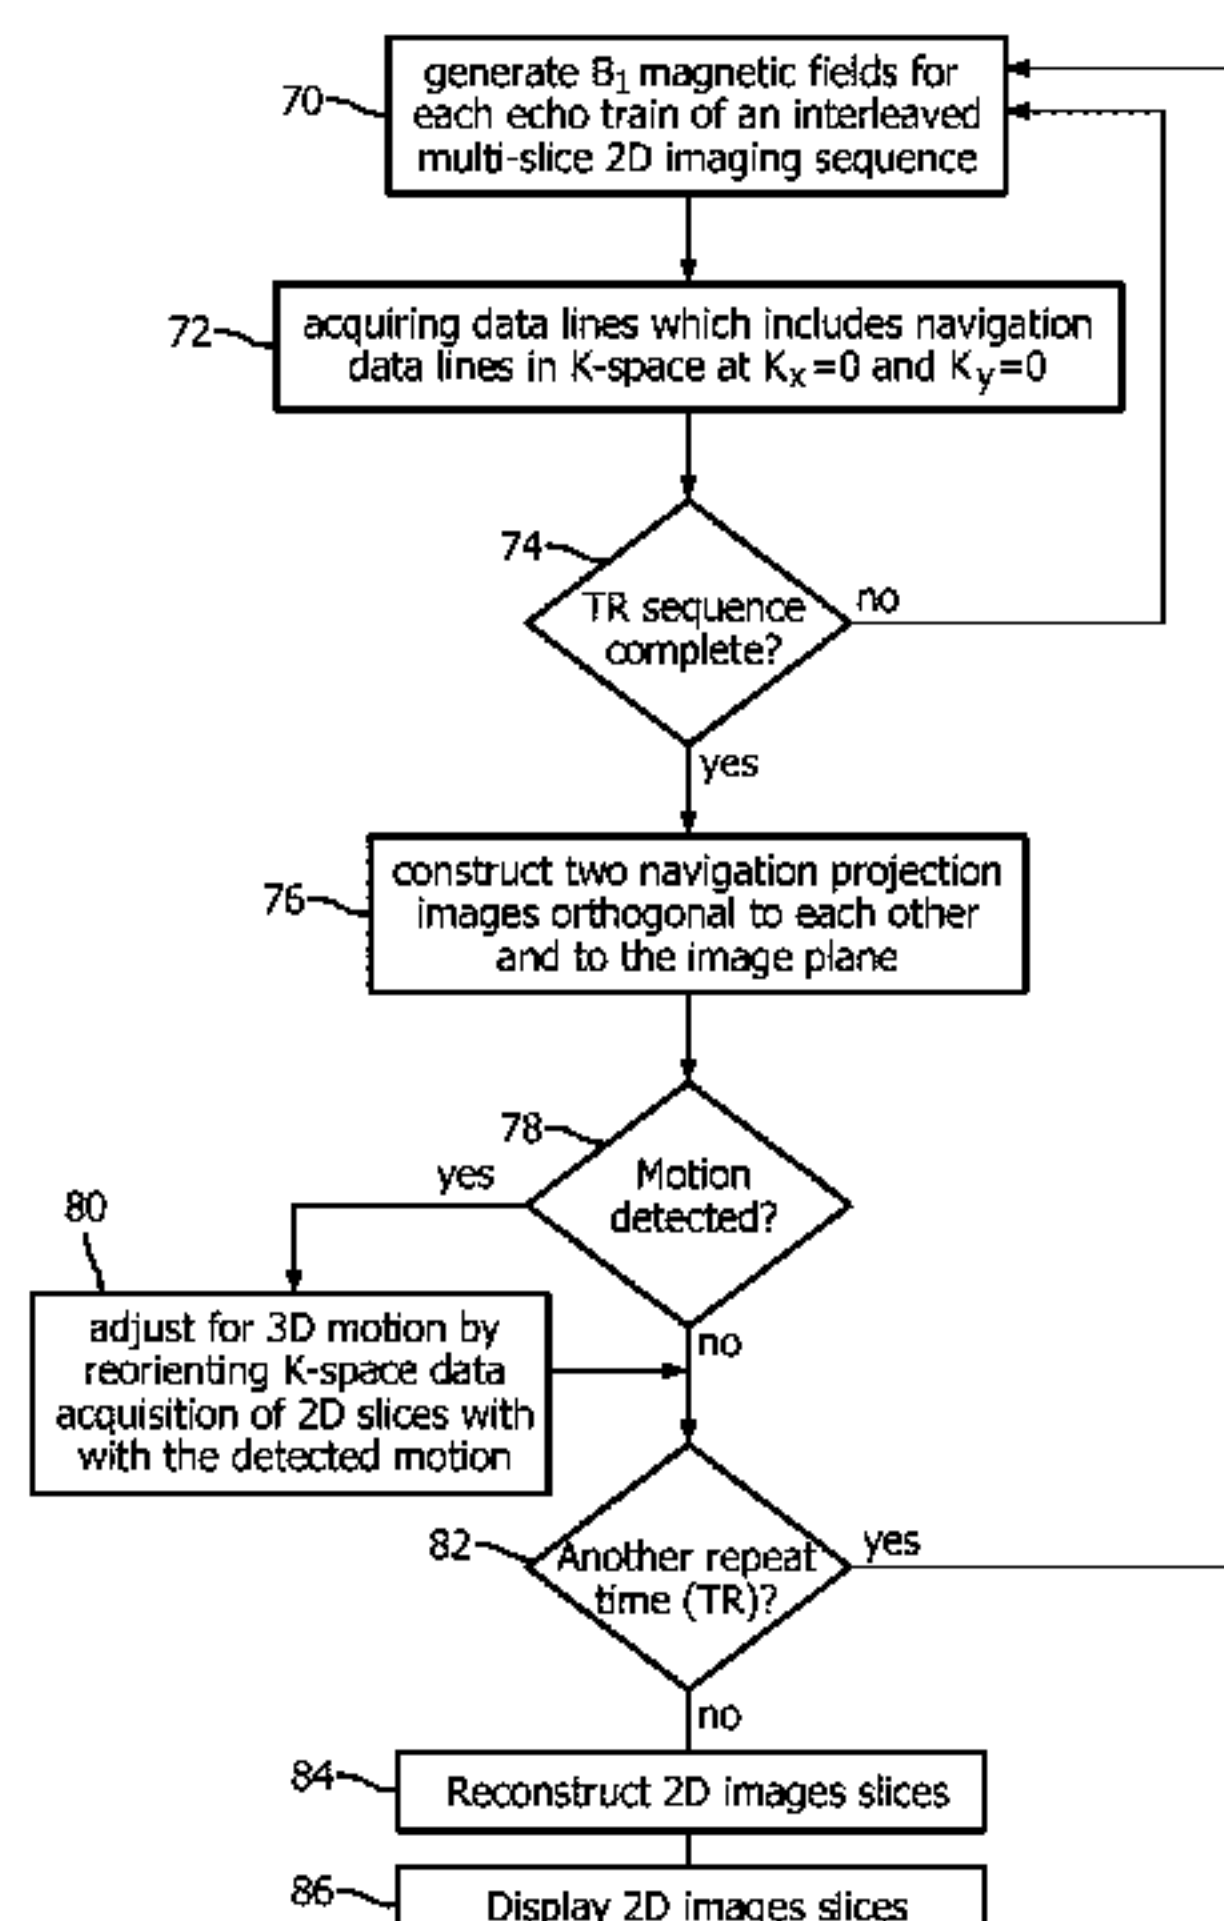 70
generate B₁ magnetic fields for
each echo train of an interleaved
multi-slice 2D imaging sequence
72
acquiring data lines which includes navigation
data lines in K-space at Kₓ=0 and K_y=0
74
TR sequence
complete?
no
yes
76
construct two navigation projection
images orthogonal to each other
and to the image plane
78
Motion
detected?
yes
no
80
adjust for 3D motion by
reorienting K-space data
acquisition of 2D slices with
with the detected motion
82
Another repeat
time (TR)?
yes
no
84
Reconstruct 2D images slices
86
Display 2D images slices